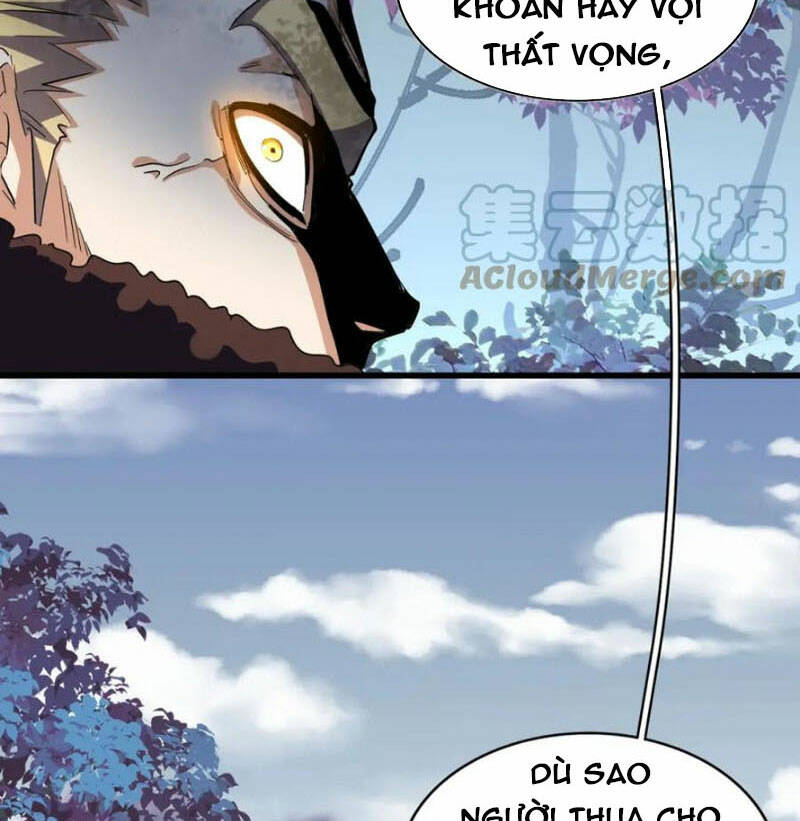 KHOAN HÃY VỘI
THẤT VỌNG,
集云数据
ACloudMerge.com
DÙ SAO
NGƯỜI THUA CHO